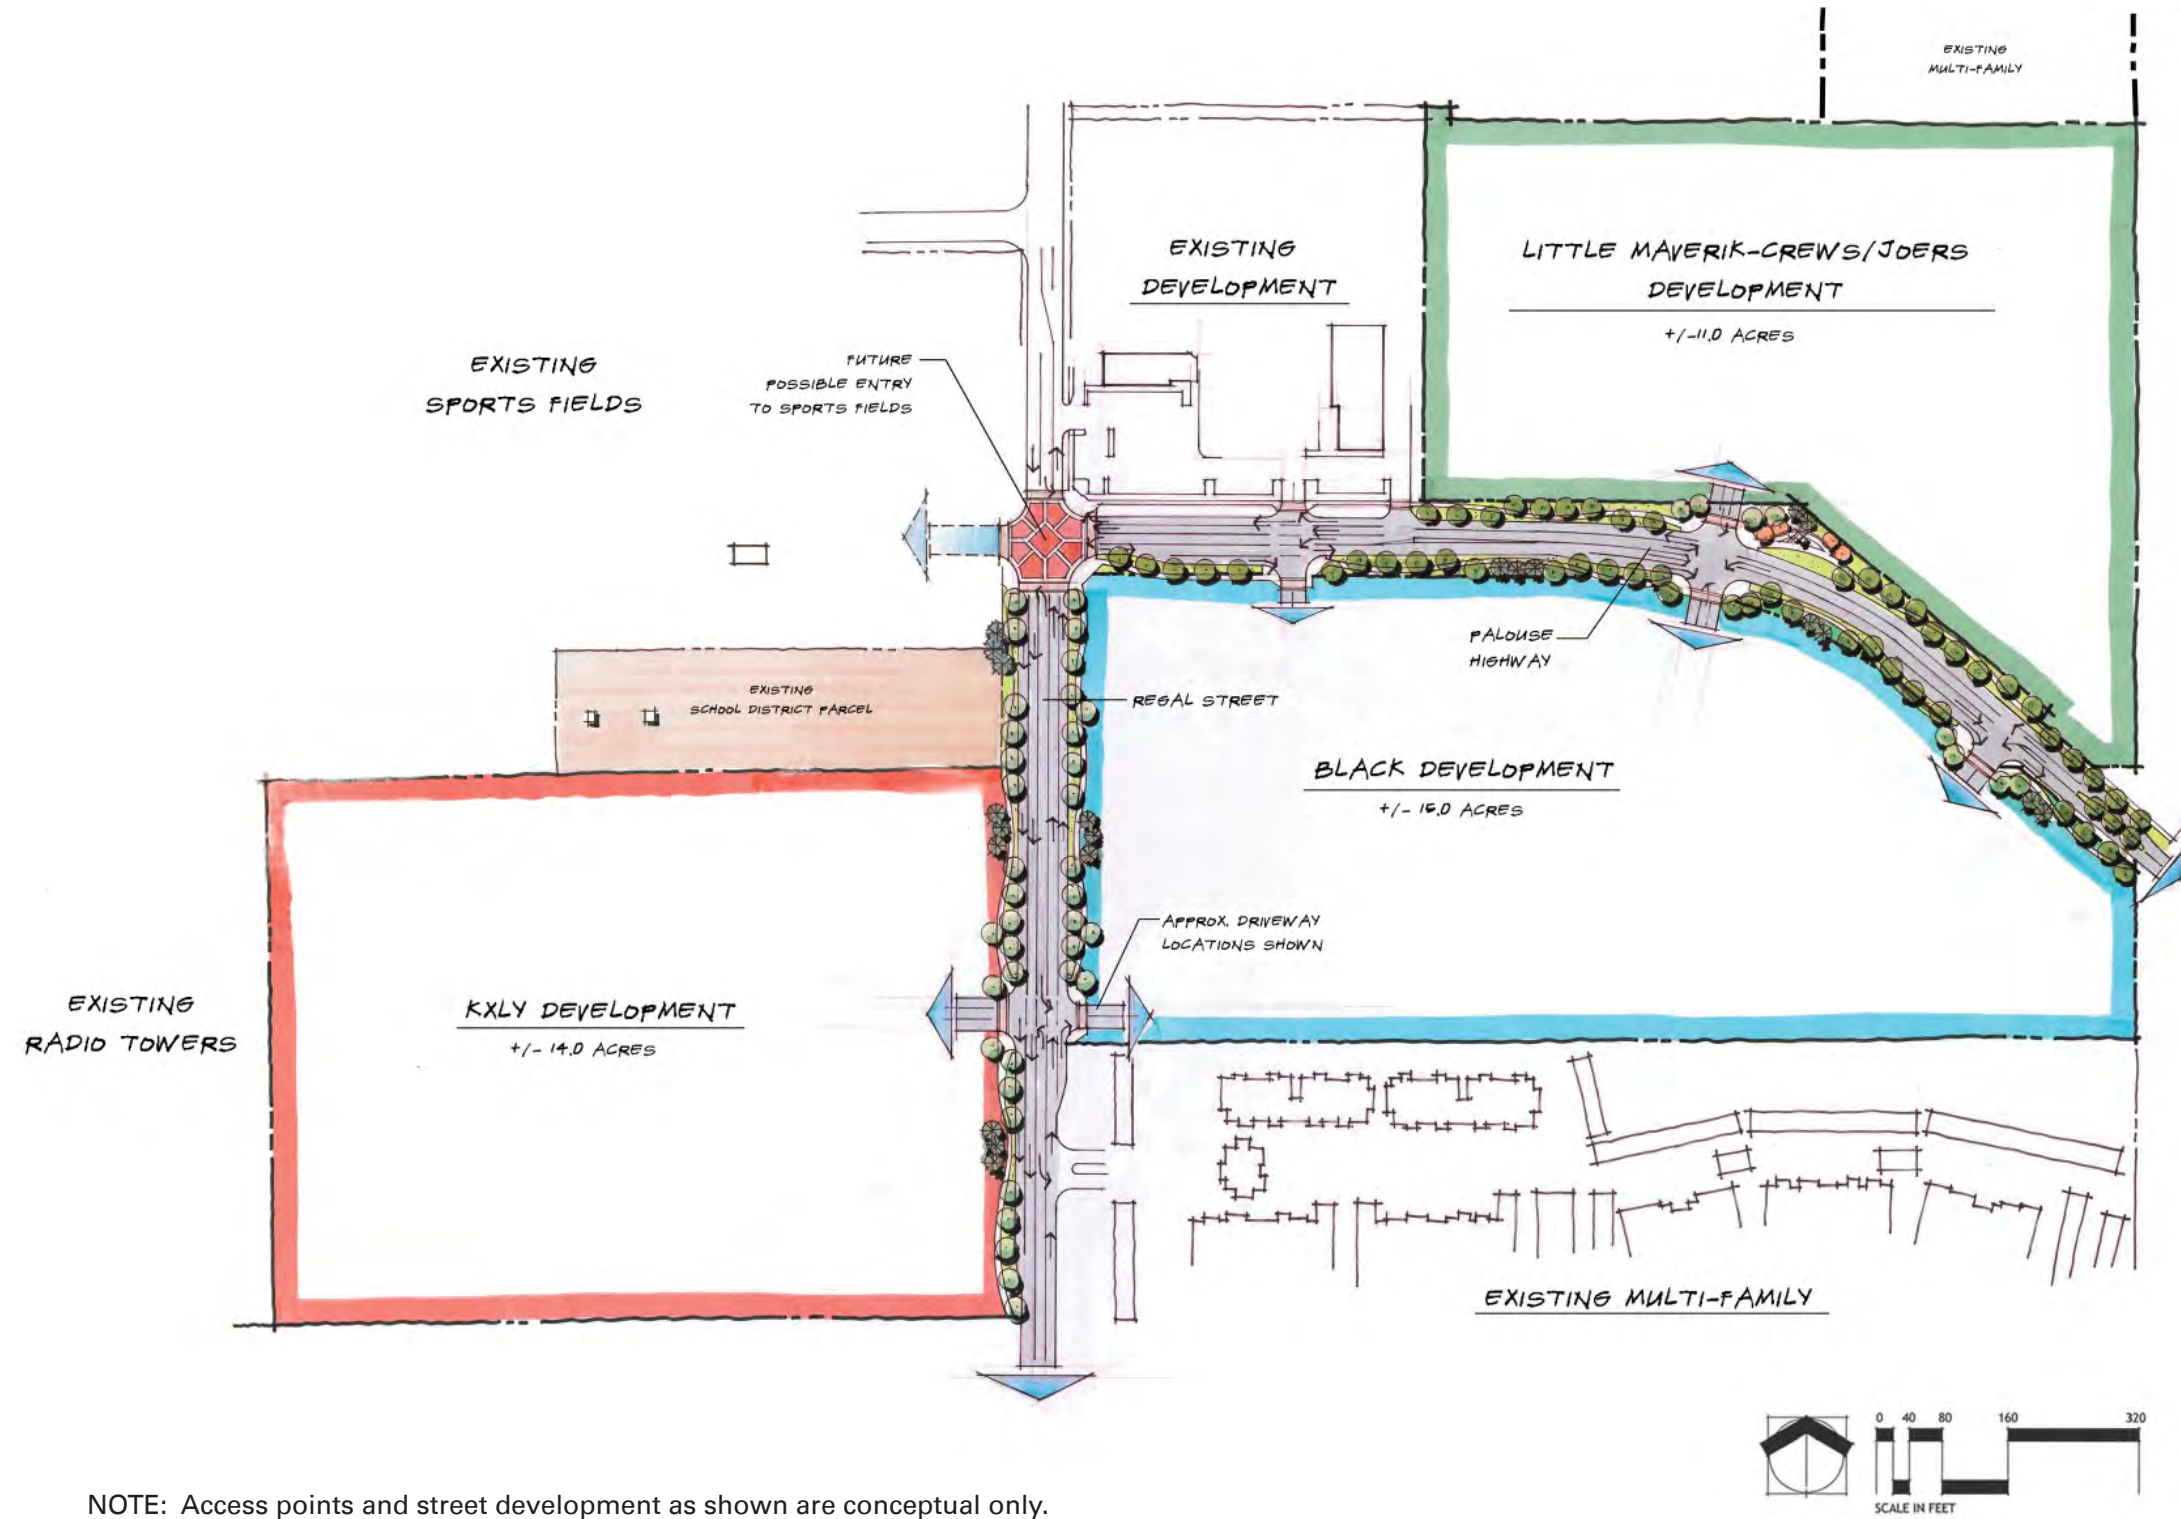 EXISTING
MULTI-FAMILY
EXISTING
DEVELOPMENT
LITTLE MAVERIK-CREWS/JOERS
DEVELOPMENT
+/-11.0 ACRES
EXISTING
SPORTS FIELDS
FUTURE
POSSIBLE ENTRY
TO SPORTS FIELDS
PALOUSE
HIGHWAY
EXISTING
SCHOOL DISTRICT PARCEL
REGAL STREET
BLACK DEVELOPMENT
+/- ACRES
APPROX. DRIVEWAY
LOCATIONS SHOWN
EXISTING
RADIO TOWERS
KXLY DEVELOPMENT
+/- 14.0 ACRES
EXISTING MULTI-FAMILY
0 40 80 160 320
SCALE IN FEET
NOTE: Access points and street development as shown are conceptual only.